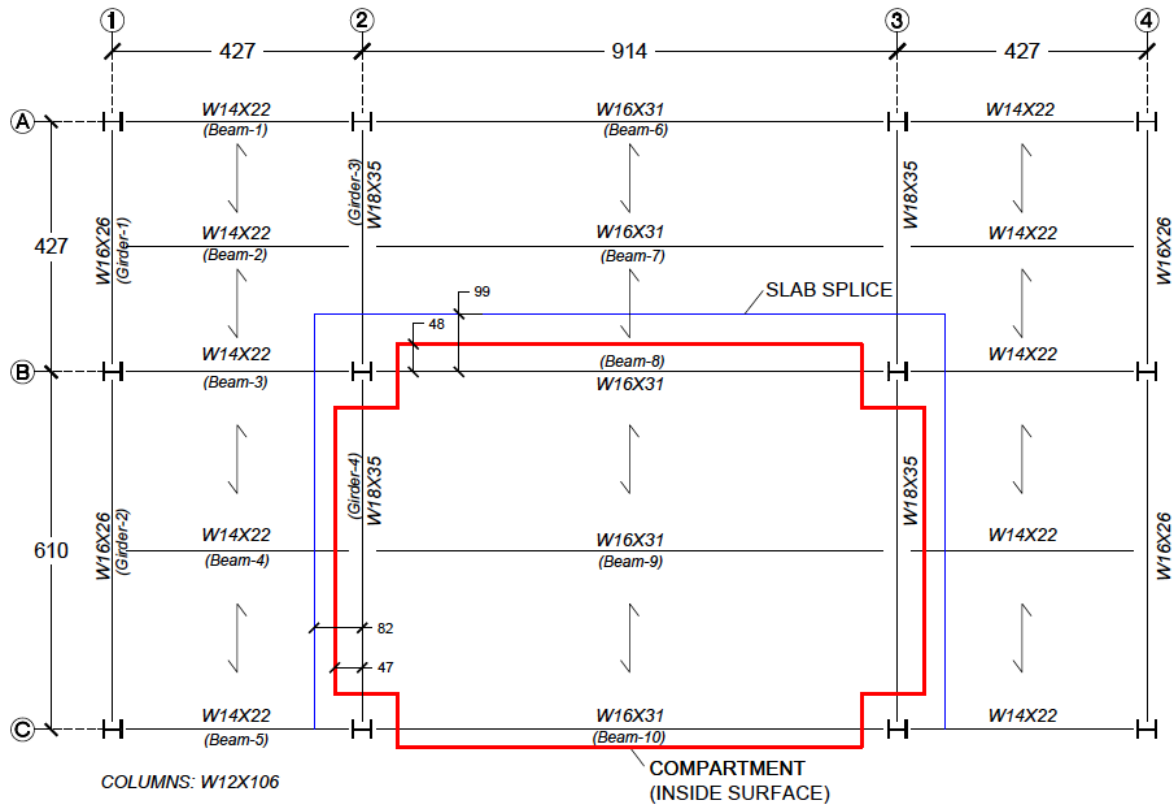 1 2 3 4
427 914 427
A W14X22 W16X31 W14X22
(Beam-1) (Beam-6)
W16X26
(Girder-1)
(Girder-3)
W18X35
W18X35
W16X26
427 W14X22 W16X31 W14X22
(Beam-2) (Beam-7)
99 SLAB SPLICE
48
B W14X22 (Beam-8) W14X22
(Beam-3) W16X31
W16X26
(Girder-2)
(Girder-4)
W18X35
W18X35
W16X26
610 W14X22 W16X31 W14X22
(Beam-4) (Beam-9)
82
47
C W14X22 W16X31 W14X22
(Beam-5) (Beam-10)
COLUMNS: W12X106
COMPARTMENT
(INSIDE SURFACE)